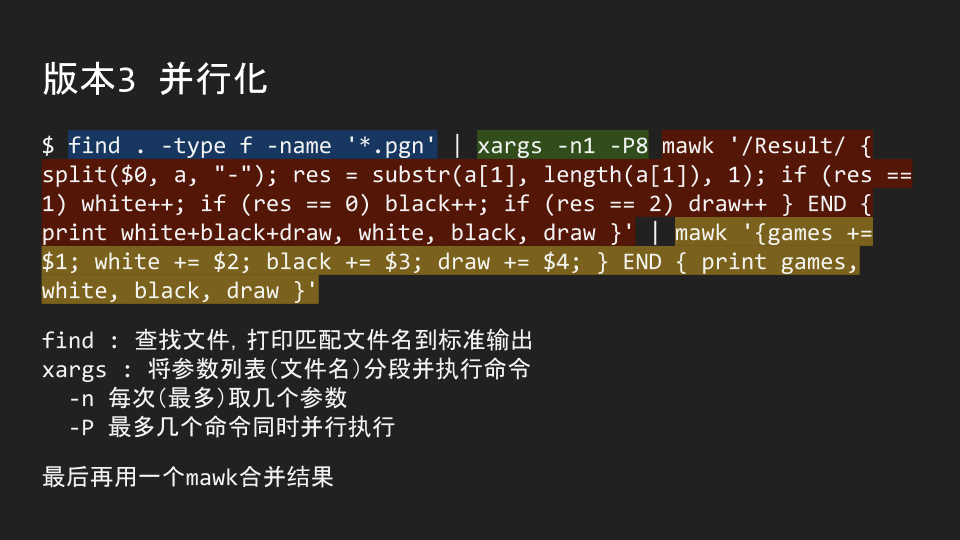 版本3 并行化
$ find . -type f -name '*.pgn' | xargs -n1 -P8 mawk '/Result/ {
split($0, a, "-"); res = substr(a[1], length(a[1]), 1); if (res ==
1) white++; if (res == 0) black++; if (res == 2) draw++ } END {
print white+black+draw, white, black, draw }' | mawk '{games +=
$1; white += $2; black += $3; draw += $4; } END { print games,
white, black, draw }'
find : 查找文件，打印匹配文件名到标准输出
xargs : 将参数列表(文件名)分段并执行命令
-n 每次(最多)取几个参数
-P 最多几个命令同时并行执行
最后再用一个mawk合并结果